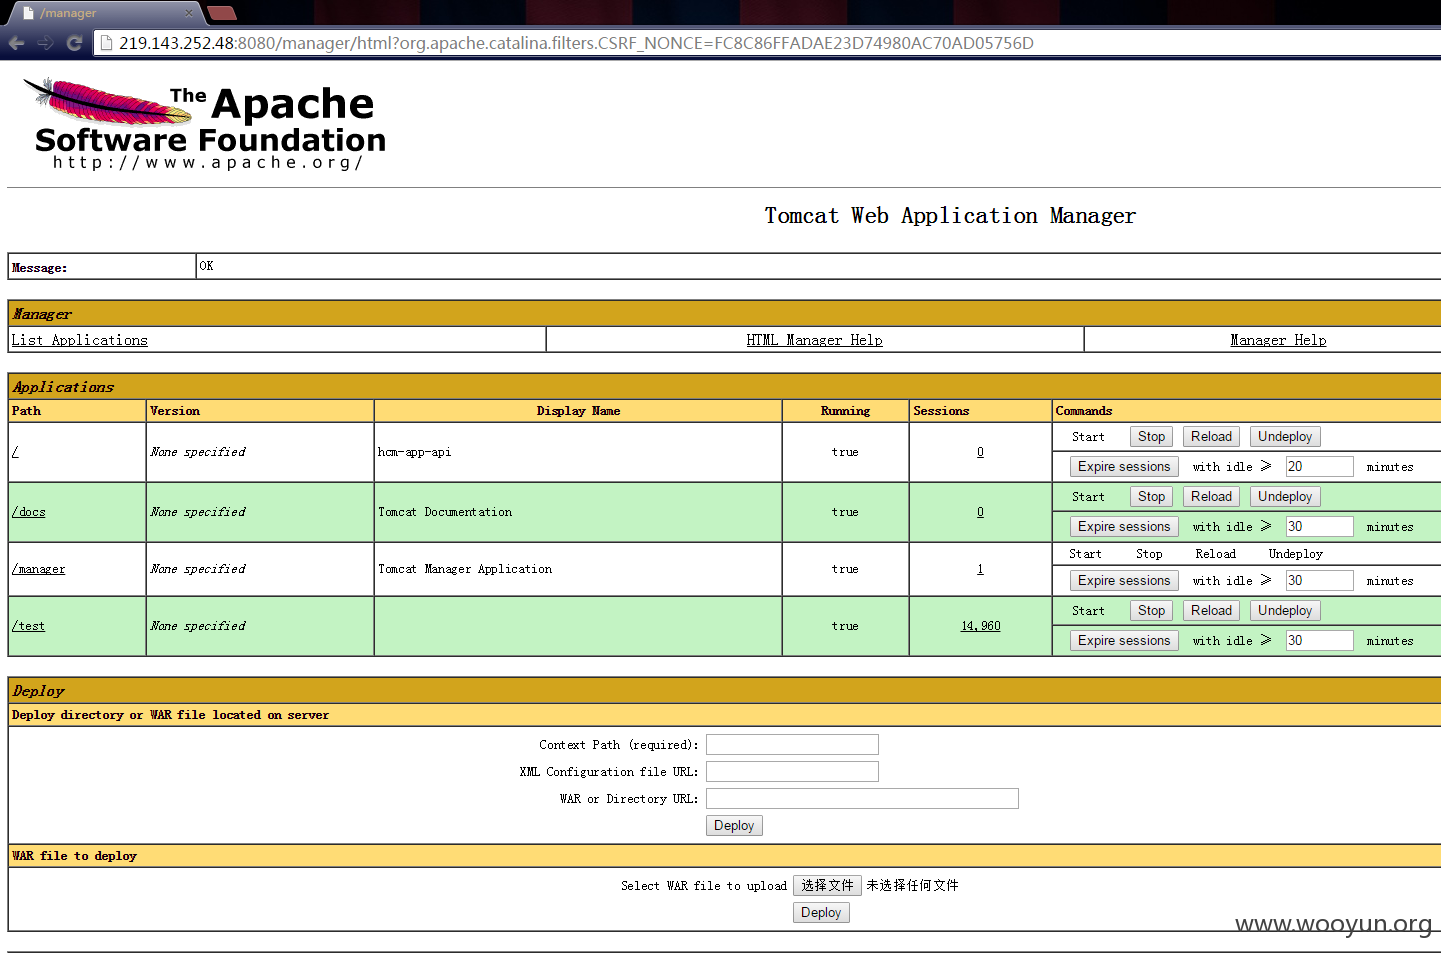 /manager
219.143.252.48:8080/manager/html?org.apache.catalina.filters.CSRF_NONCE=FC8C86FFADAE23D74980AC70AD05756D
The Apache
Software Foundation
http://www.apache.org/
Tomcat Web Application Manager
Message: OK
Manager
List Applications HTML Manager Help Manager Help
Applications
Path Version Display Name Running Sessions Commands
/ None specified hcm-app-api true 0 Start Stop Reload Undeploy
Expire sessions with idle ≥ 20 minutes
/docs None specified Tomcat Documentation true 0 Start Stop Reload Undeploy
Expire sessions with idle ≥ 30 minutes
/manager None specified Tomcat Manager Application true 1 Start Stop Reload Undeploy
Expire sessions with idle ≥ 30 minutes
/test None specified true 14,960 Start Stop Reload Undeploy
Expire sessions with idle ≥ 30 minutes
Deploy
Deploy directory or WAR file located on server
Context Path (required):
XML Configuration file URL:
WAR or Directory URL:
Deploy
WAR file to deploy
Select WAR file to upload 选择文件 未选择任何文件
Deploy
www.wooyun.org